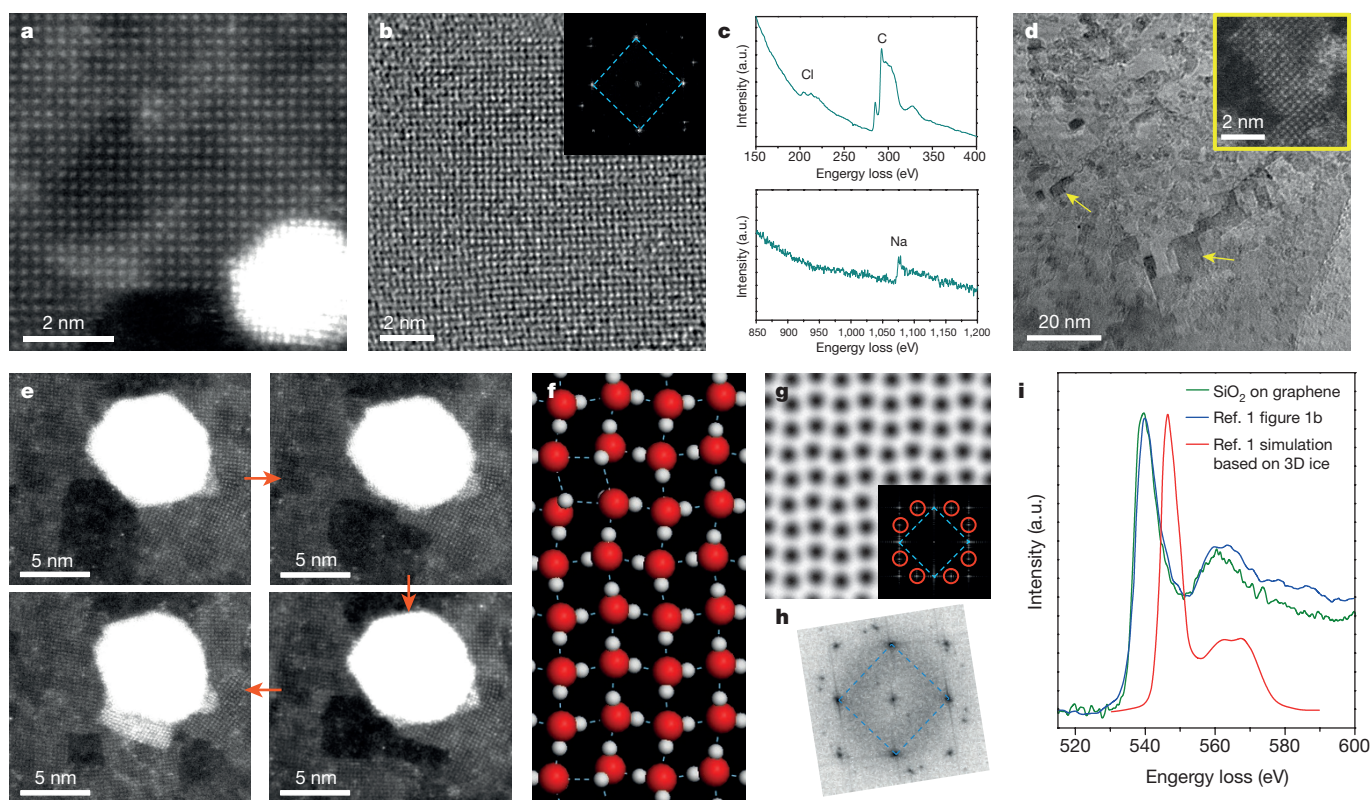 a
2 nm
b
2 nm
c
Cl
C
Intensity (a.u.)
150 200 250 300 350 400
Engergy loss (eV)
Na
Intensity (a.u.)
850 900 950 1,000 1,050 1,100 1,150 1,200
Engergy loss (eV)
d
2 nm
20 nm
e
5 nm
5 nm
5 nm
5 nm
f
g
h
i
SiO₂ on graphene
Ref. 1 figure 1b
Ref. 1 simulation
based on 3D ice
Intensity (a.u.)
520 540 560 580 600
Engergy loss (eV)